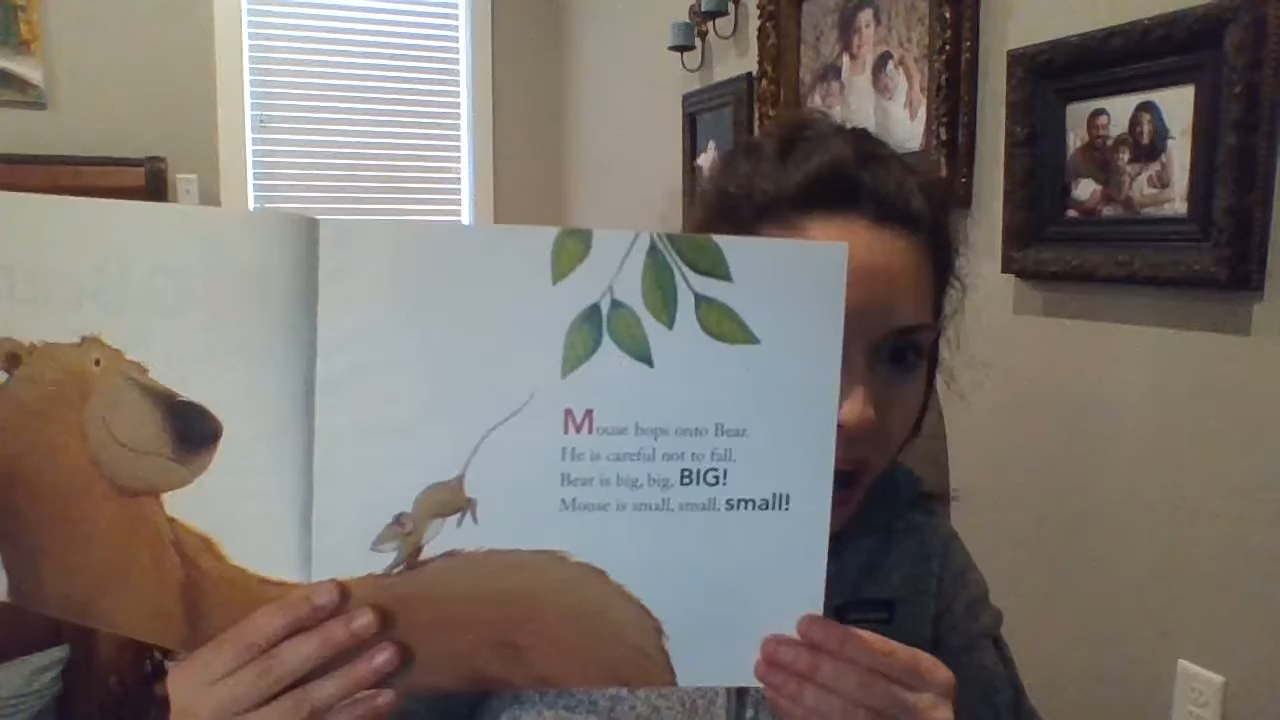 Mouse hops onto Bear.
He is careful not to fall.
Bear is big, big, BIG!
Mouse is small, small, small!